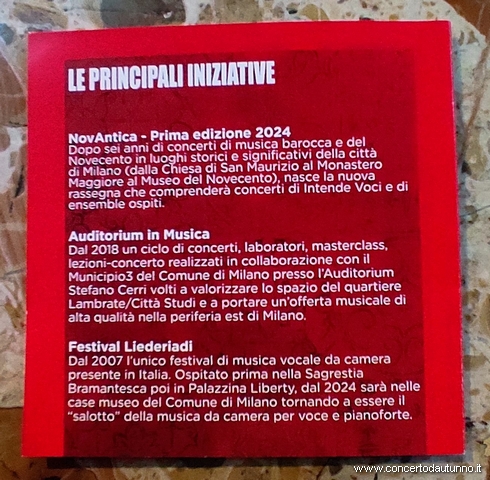 LE PRINCIPALI INIZIATIVE
NovAntica - Prima edizione 2024
Dopo sei anni di concerti di musica barocca e del
Novecento in luoghi storici e significativi della città
di Milano (dalla Chiesa di San Maurizio al Monastero
Maggiore al Museo del Novecento), nasce la nuova
rassegna che comprenderà concerti di Intende Voci e di
ensemble ospiti.
Auditorium in Musica
Dal 2018 un ciclo di concerti, laboratori, masterclass,
lezioni-concerto realizzati in collaborazione con il
Municipio3 del Comune di Milano presso l'Auditorium
Stefano Cerri volti a valorizzare lo spazio del quartiere
Lambrate/Città Studi e a portare un'offerta musicale di
alta qualità nella periferia est di Milano.
Festival Liederiadi
Dal 2007 l'unico festival di musica vocale da camera
presente in Italia. Ospitato prima nella Sagrestia
Bramantesca poi in Palazzina Liberty, dal 2024 sarà nelle
case museo del Comune di Milano tornando a essere il
"salotto" della musica da camera per voce e pianoforte.
www.concertodautunno.it